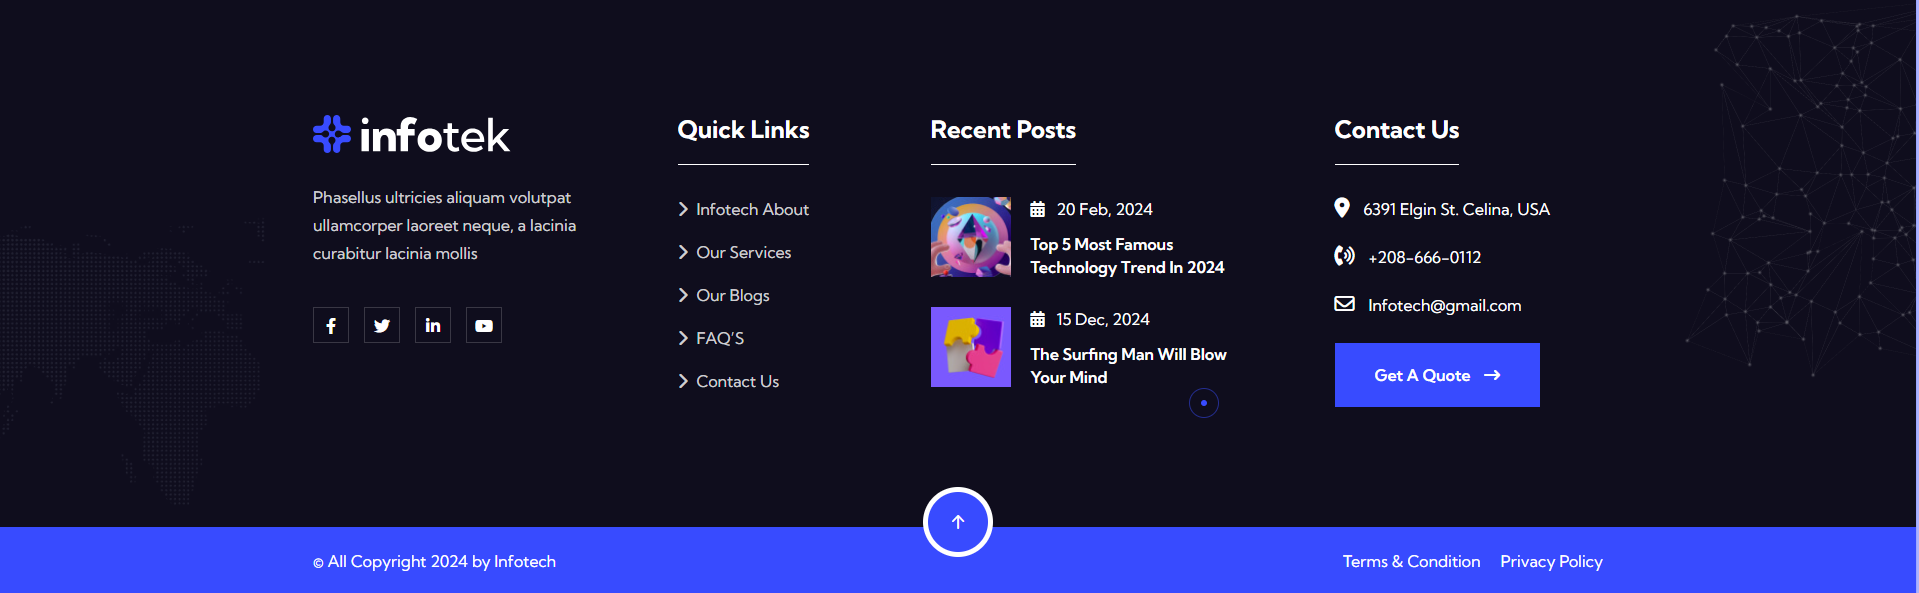 infotek
Phasellus ultricies aliquam volutpat
ullamcorper laoreet neque, a lacinia
curabitur lacinia mollis
Quick Links
Infotech About
Our Services
Our Blogs
FAQ'S
Contact Us
Recent Posts
20 Feb, 2024
Top 5 Most Famous
Technology Trend In 2024
15 Dec, 2024
The Surfing Man Will Blow
Your Mind
Contact Us
6391 Elgin St. Celina, USA
+208-666-0112
Infotech@gmail.com
Get A Quote
© All Copyright 2024 by Infotech
Terms & Condition Privacy Policy